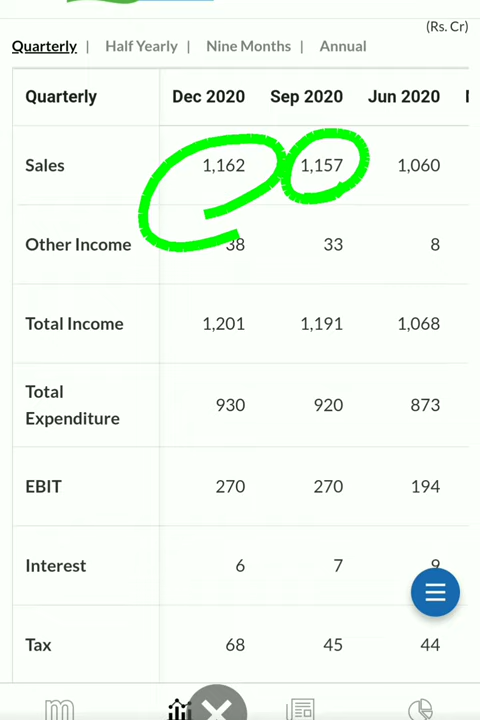 (Rs. Cr)
Quarterly | Half Yearly | Nine Months | Annual
Quarterly Dec 2020 Sep 2020 Jun 2020
Sales 1,162 1,157 1,060
Other Income 38 33 8
Total Income 1,201 1,191 1,068
Total
Expenditure 930 920 873
EBIT 270 270 194
Interest 6 7 9
Tax 68 45 44